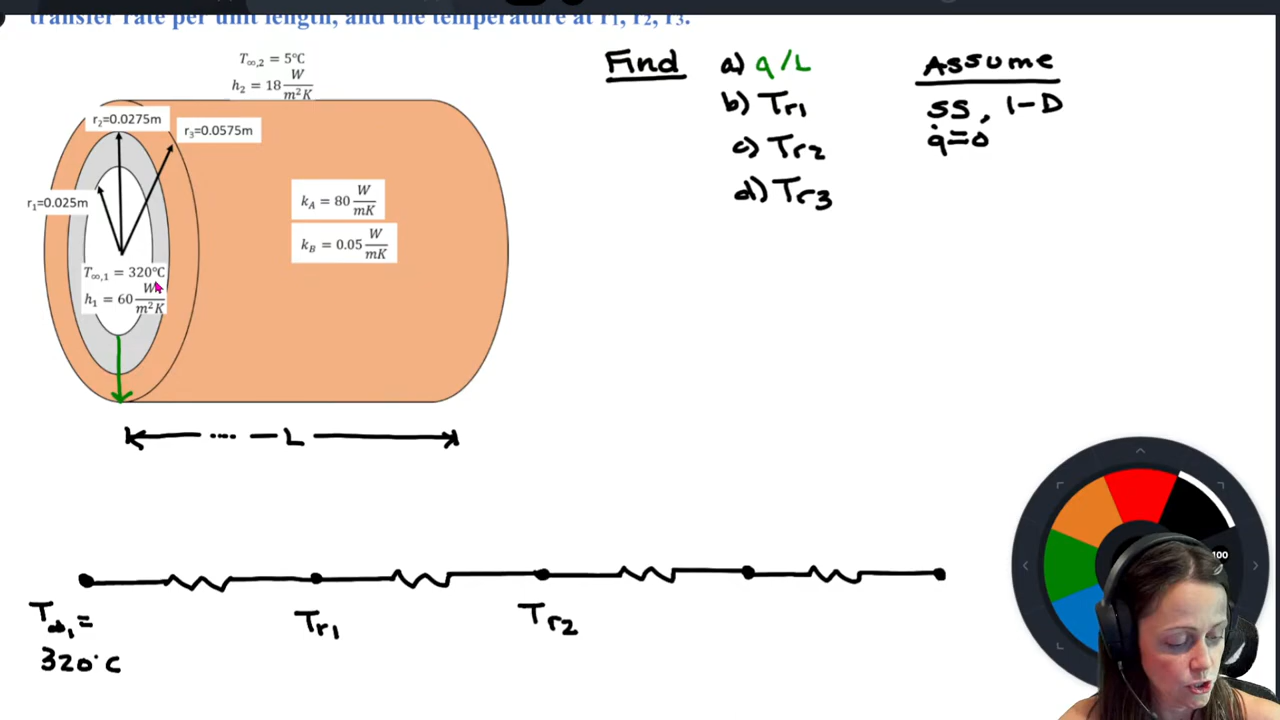 transfer rate per unit length, and the temperature at r₁, r₂, r₃.
T∞,2 = 5°C
h₂ = 18 W/m²K
r₂=0.0275m
r₃=0.0575m
r₁=0.025m
kA = 80 W/mK
kB = 0.05 W/mK
T∞,1 = 320°C
h₁ = 60 W/m²K
L
Find
a) q/L
b) Tr1
c) Tr2
d) Tr3
Assume
SS, 1-D
q̇=0
T∞,1 =
320°C
Tr1
Tr2
100